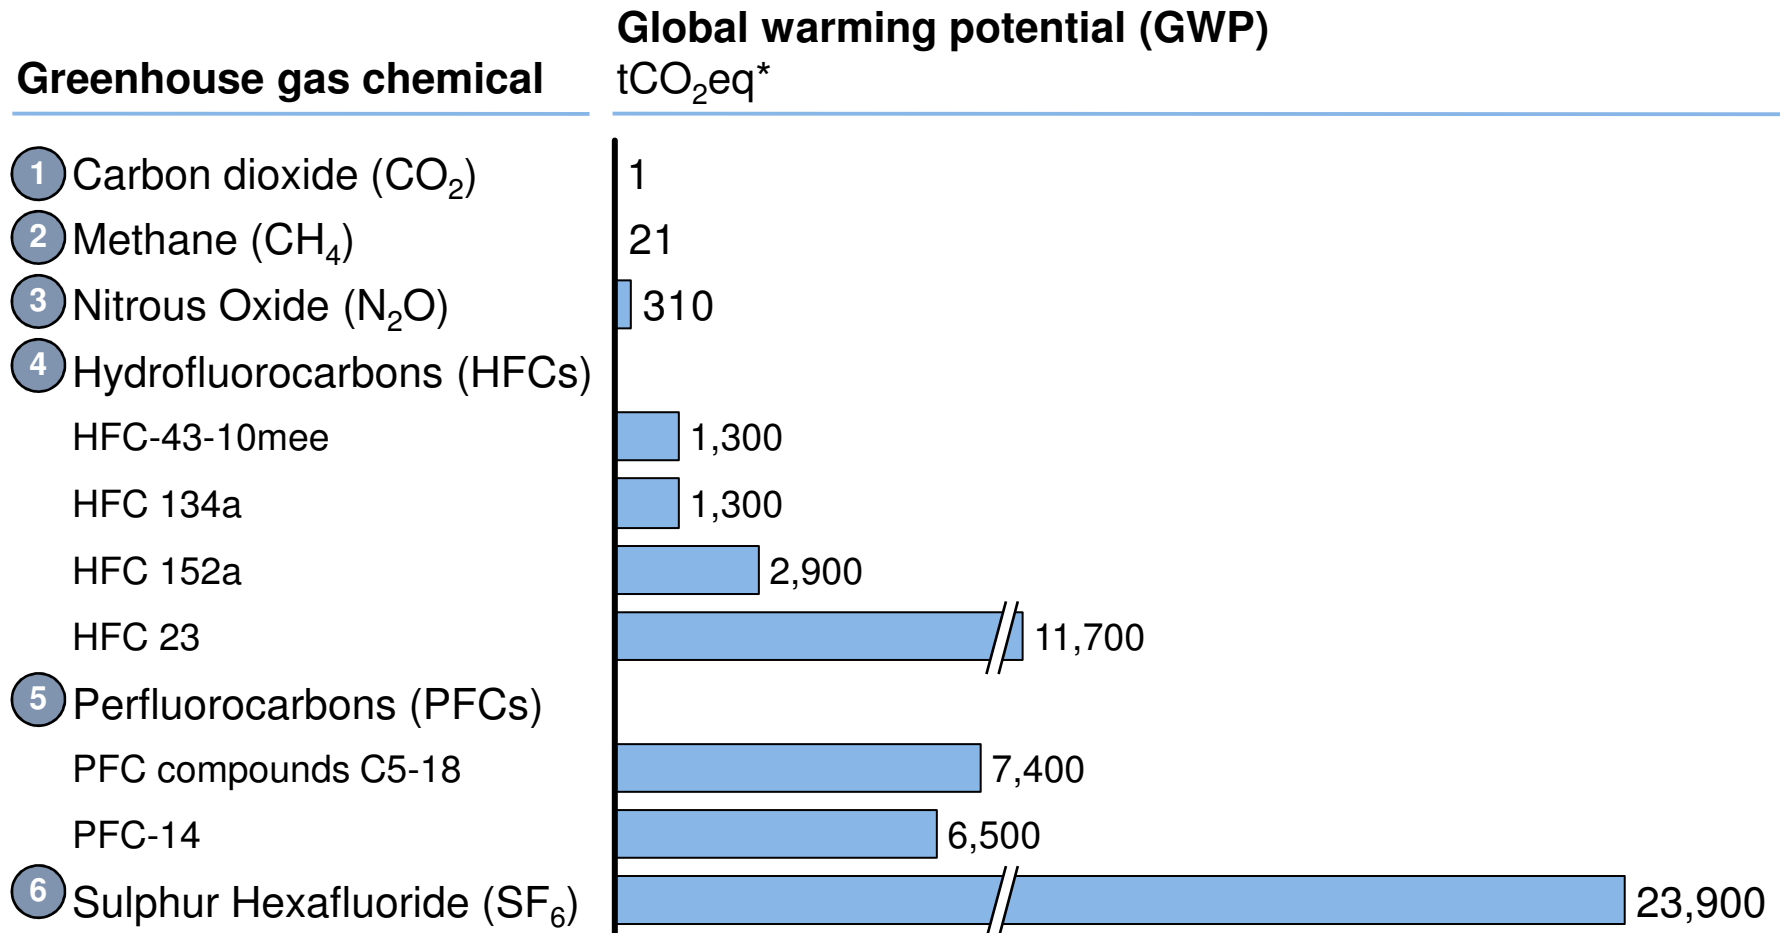 Global warming potential (GWP)
Greenhouse gas chemical tCO₂eq*
1 Carbon dioxide (CO₂) 1
2 Methane (CH₄) 21
3 Nitrous Oxide (N₂O) 310
4 Hydrofluorocarbons (HFCs)
HFC-43-10mee 1,300
HFC 134a 1,300
HFC 152a 2,900
HFC 23 11,700
5 Perfluorocarbons (PFCs)
PFC compounds C5-18 7,400
PFC-14 6,500
6 Sulphur Hexafluoride (SF₆) 23,900